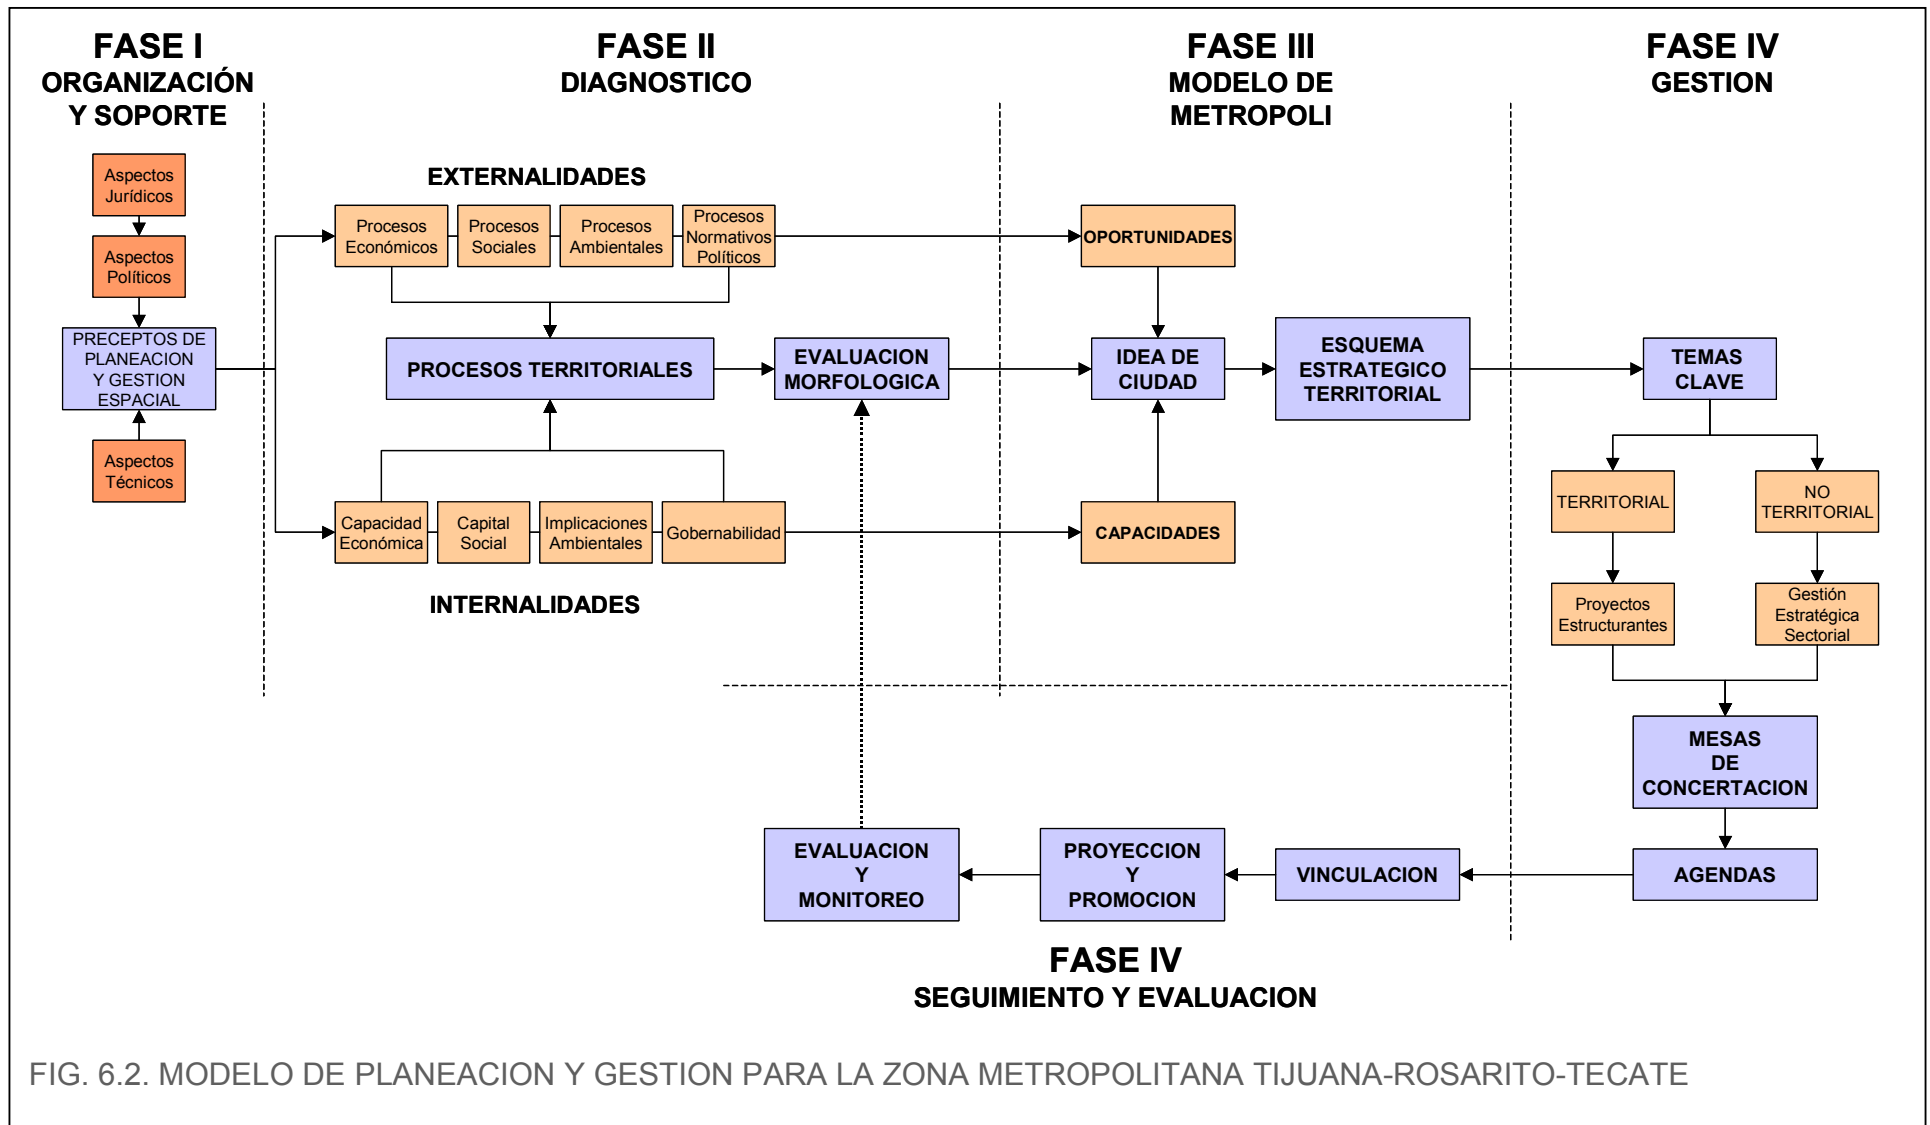 FASE I
ORGANIZACIÓN
Y SOPORTE
FASE II
DIAGNOSTICO
FASE III
MODELO DE
METROPOLI
FASE IV
GESTION
Aspectos
Jurídicos
Aspectos
Políticos
PRECEPTOS DE
PLANEACION
Y GESTION
ESPACIAL
Aspectos
Técnicos
EXTERNALIDADES
Procesos
Económicos
Procesos
Sociales
Procesos
Ambientales
Procesos
Normativos
Políticos
PROCESOS TERRITORIALES
EVALUACION
MORFOLOGICA
Capacidad
Económica
Capital
Social
Implicaciones
Ambientales
Gobernabilidad
INTERNALIDADES
OPORTUNIDADES
IDEA DE
CIUDAD
CAPACIDADES
ESQUEMA
ESTRATEGICO
TERRITORIAL
TEMAS
CLAVE
TERRITORIAL
NO
TERRITORIAL
Proyectos
Estructurantes
Gestión
Estratégica
Sectorial
MESAS
DE
CONCERTACION
AGENDAS
VINCULACION
PROYECCION
Y
PROMOCION
EVALUACION
Y
MONITOREO
FASE IV
SEGUIMIENTO Y EVALUACION
FIG. 6.2. MODELO DE PLANEACION Y GESTION PARA LA ZONA METROPOLITANA TIJUANA-ROSARITO-TECATE